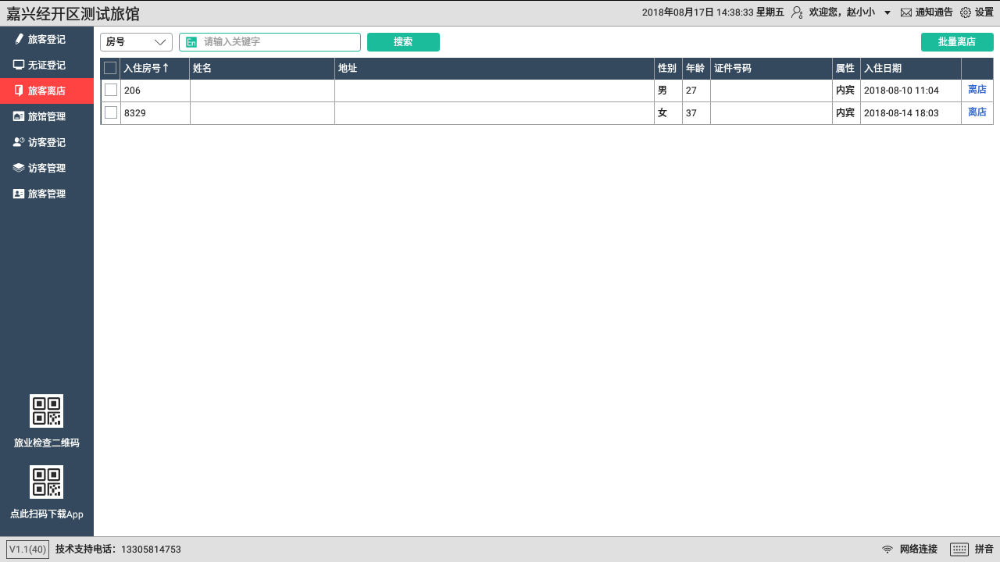 嘉兴经开区测试旅馆
2018年08月17日 14:38:33 星期五 欢迎您，赵小小 通知通告 设置
旅客登记
无证登记
旅客离店
旅馆管理
访客登记
访客管理
旅客管理
旅业检查二维码
点此扫码下载App
房号 En 请输入关键字 搜索 批量离店
入住房号↑ 姓名 地址 性别 年龄 证件号码 属性 入住日期
206 男 27 内宾 2018-08-10 11:04 离店
8329 女 37 内宾 2018-08-14 18:03 离店
V1.1(40) 技术支持电话：13305814753 网络连接 拼音